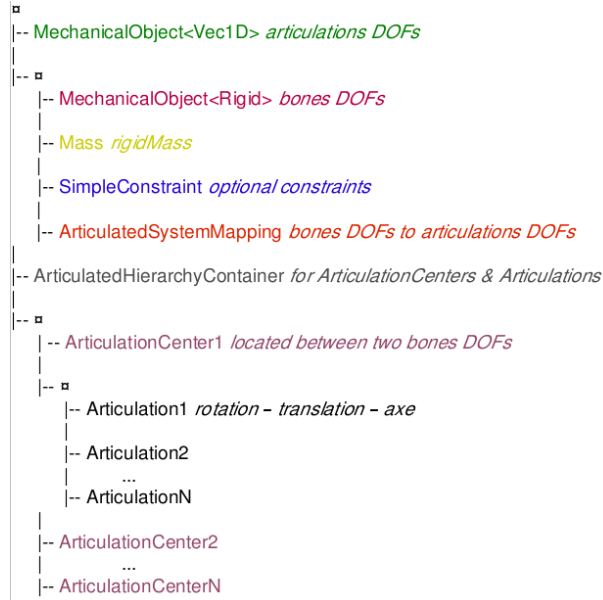 ¤
|-- MechanicalObject<Vec1D> articulations DOFs
|
|-- ¤
|-- MechanicalObject<Rigid> bones DOFs
|
|-- Mass rigidMass
|
|-- SimpleConstraint optional constraints
|
|-- ArticulatedSystemMapping bones DOFs to articulations DOFs
|
|-- ArticulatedHierarchyContainer for ArticulationCenters & Articulations
|
|-- ¤
| -- ArticulationCenter1 located between two bones DOFs
|
|-- ¤
|-- Articulation1 rotation – translation – axe
|
|-- Articulation2
| ...
|-- ArticulationN
|
|-- ArticulationCenter2
| ...
|-- ArticulationCenterN